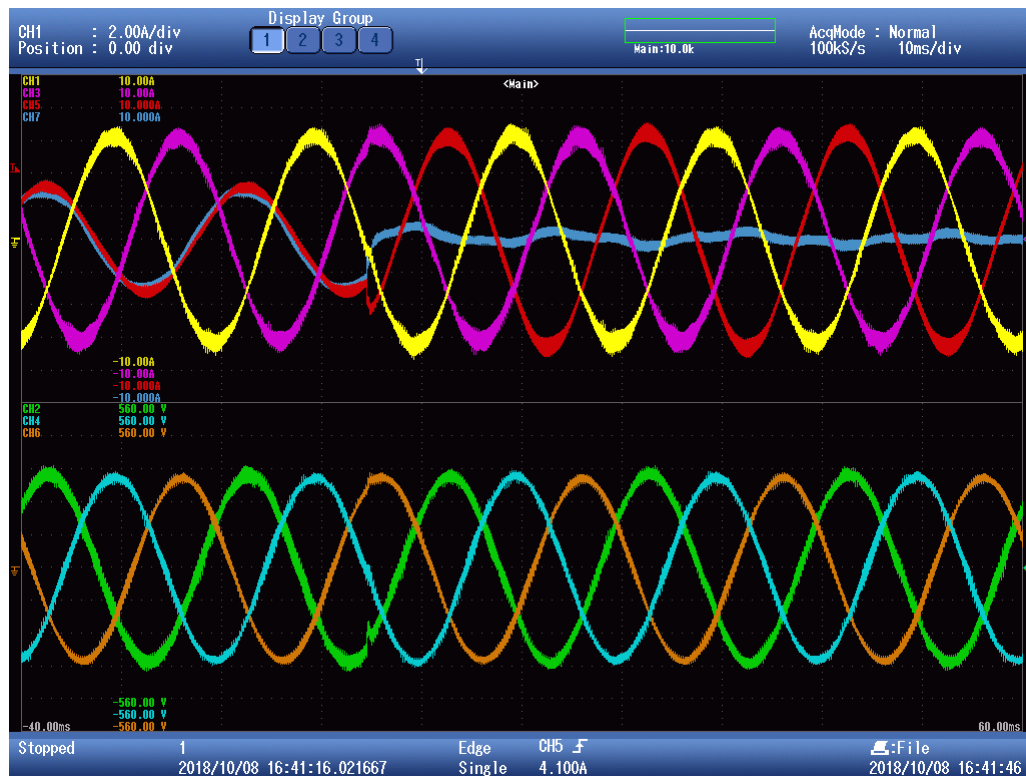 Display Group
CH1 : 2.00A/div
Position : 0.00 div
1 2 3 4
Main:10.0k
AcqMode : Normal
100kS/s 10ms/div
T
<Main>
CH1 10.00A
CH3 10.00A
CH5 10.000A
CH7 10.000A
-10.00A
-10.00A
-10.000A
-10.000A
CH2 560.00 V
CH4 560.00 V
CH6 560.00 V
-560.00 V
-560.00 V
-560.00 V
-40.00ms
60.00ms
Stopped 1 Edge CH5 :File
2018/10/08 16:41:16.021667 Single 4.100A 2018/10/08 16:41:46